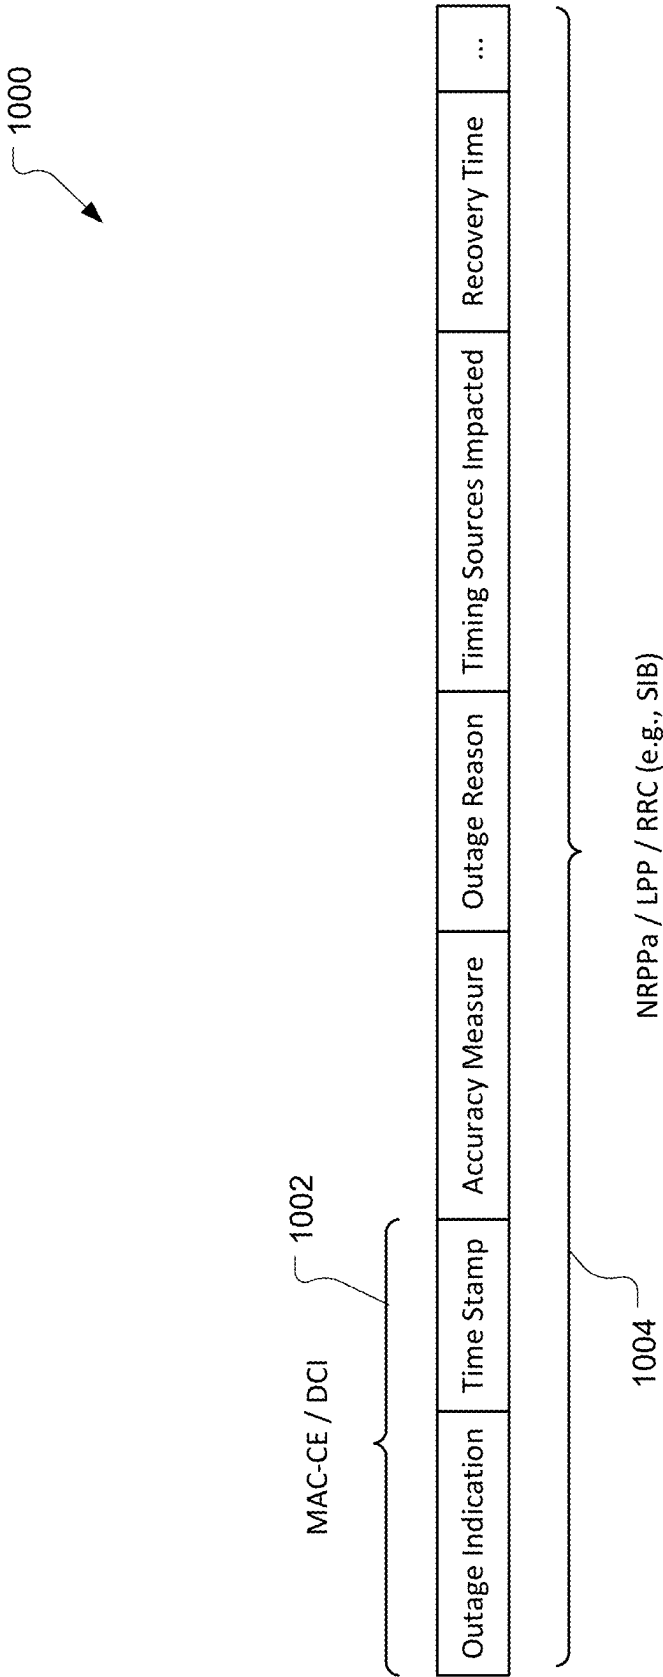 1000
MAC-CE / DCI
1002
Outage Indication
Time Stamp
Accuracy Measure
Outage Reason
Timing Sources Impacted
Recovery Time
...
1004
NRPPa / LPP / RRC (e.g., SIB)